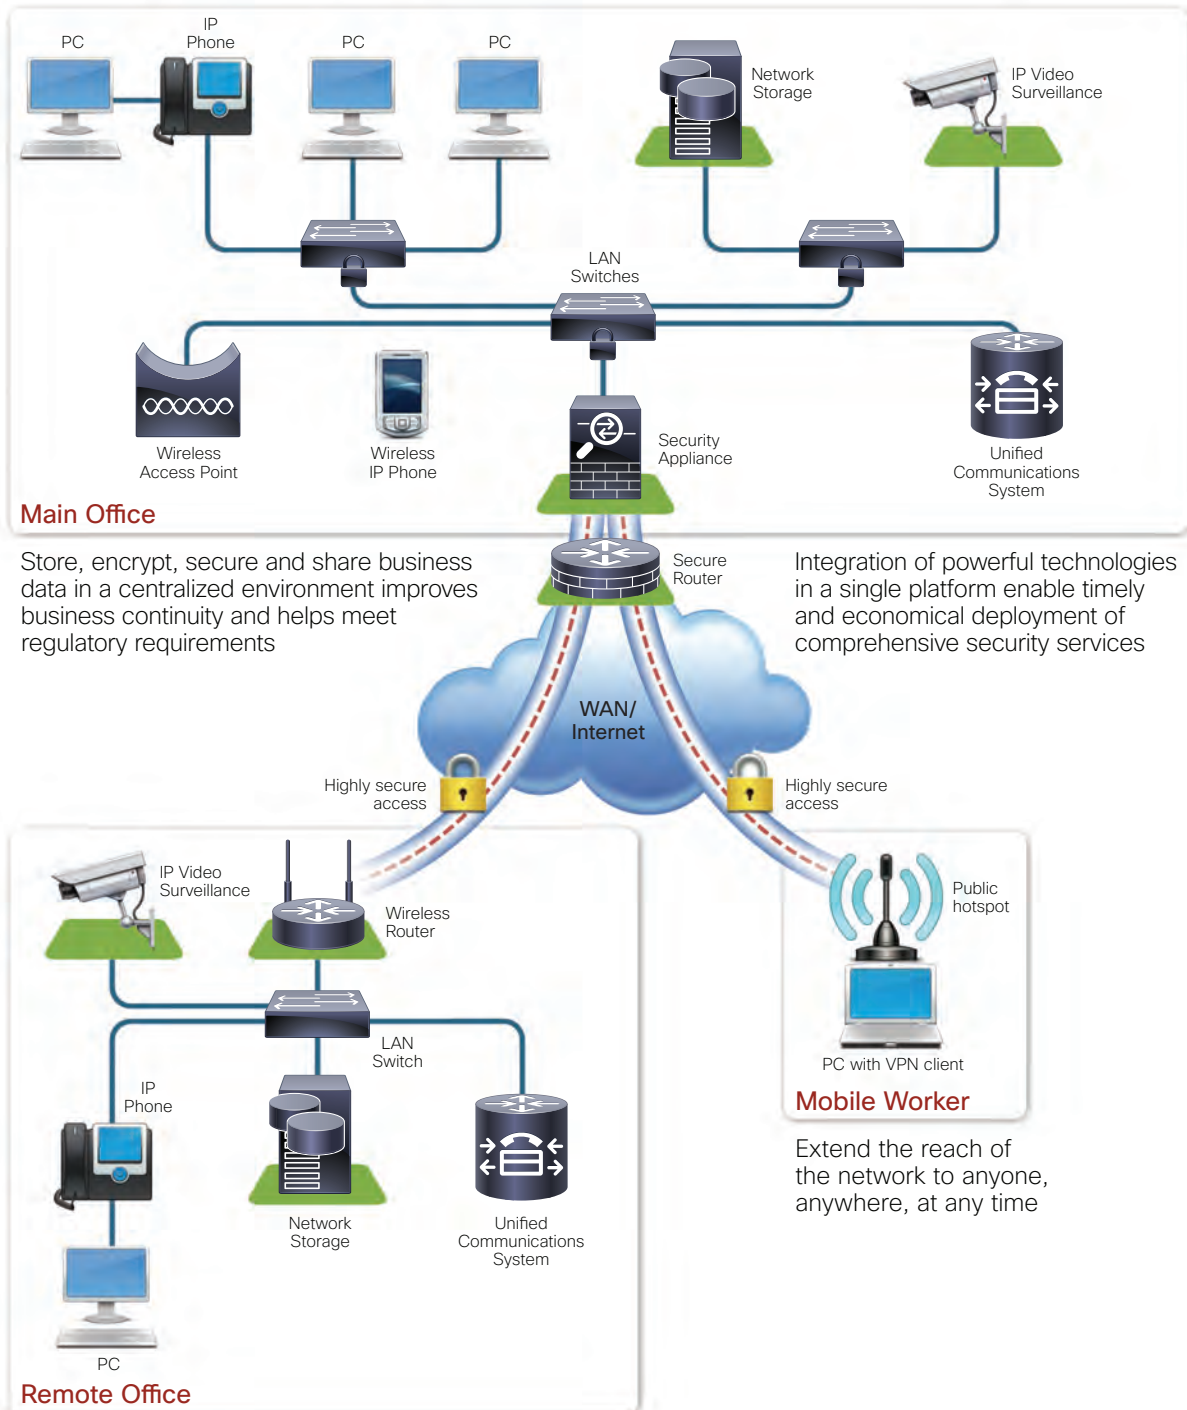 PC
IP
Phone
PC
PC
Network
Storage
IP Video
Surveillance
LAN
Switches
Wireless
Access Point
Wireless
IP Phone
Security
Appliance
Unified
Communications
System
Main Office
Store, encrypt, secure and share business
data in a centralized environment improves
business continuity and helps meet
regulatory requirements
Secure
Router
Integration of powerful technologies
in a single platform enable timely
and economical deployment of
comprehensive security services
WAN/
Internet
Highly secure
access
Highly secure
access
IP Video
Surveillance
Wireless
Router
LAN
Switch
IP
Phone
Network
Storage
Unified
Communications
System
PC
Remote Office
Public
hotspot
PC with VPN client
Mobile Worker
Extend the reach of
the network to anyone,
anywhere, at any time